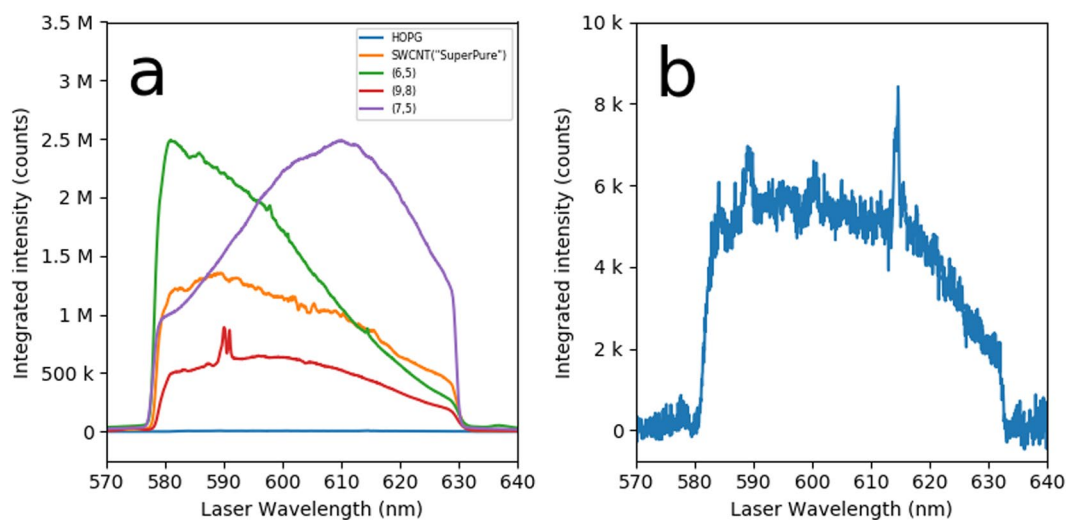 a
3.5 M
3 M
2.5 M
2 M
1.5 M
1 M
500 k
0
Integrated intensity (counts)
HOPG
SWCNT("SuperPure")
(6,5)
(9,8)
(7,5)
570 580 590 600 610 620 630 640
Laser Wavelength (nm)
b
10 k
8 k
6 k
4 k
2 k
0
Integrated intensity (counts)
570 580 590 600 610 620 630 640
Laser Wavelength (nm)